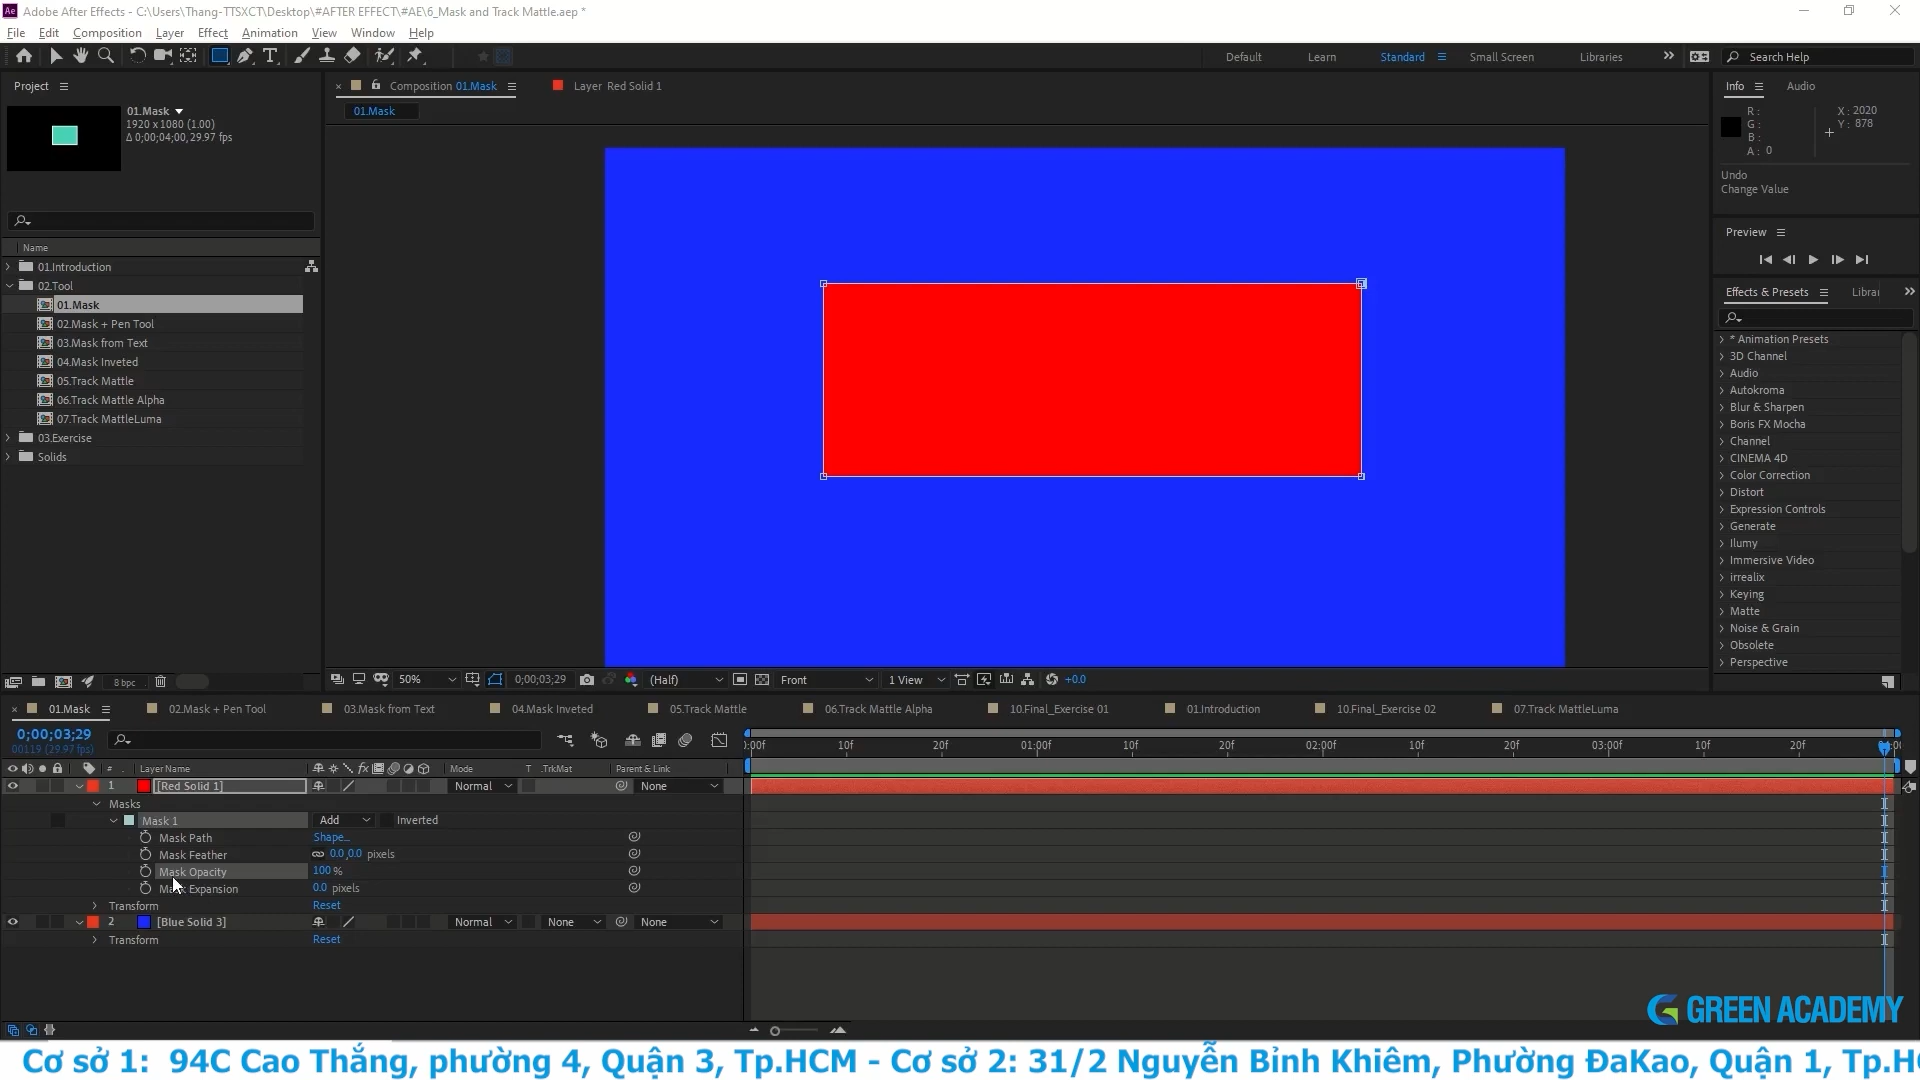 Adobe After Effects - C:\Users\Thang-TTSXCT\Desktop\#AFTER EFFECT\#AE\6_Mask and Track Mattle.aep *
File Edit Composition Layer Effect Animation View Window Help
Default Learn Standard Small Screen Libraries Search Help
Project
01.Mask
1920 x 1080 (1.00)
Δ 0;00;04;00, 29.97 fps
Name
01.Introduction
02.Tool
01.Mask
02.Mask + Pen Tool
03.Mask from Text
04.Mask Inveted
05.Track Mattle
06.Track Mattle Alpha
07.Track MattleLuma
03.Exercise
Solids
8 bpc
Composition 01.Mask
Layer Red Solid 1
01.Mask
50% 0;00;03;29 (Half) Front 1 View +0.0
Info Audio
R :
G :
B :
A : 0
X : 2020
Y : 878
Undo
Change Value
Preview
Effects & Presets Librar
* Animation Presets
3D Channel
Audio
Autokroma
Blur & Sharpen
Boris FX Mocha
Channel
CINEMA 4D
Color Correction
Distort
Expression Controls
Generate
Ilumy
Immersive Video
irrealix
Keying
Matte
Noise & Grain
Obsolete
Perspective
01.Mask 02.Mask + Pen Tool 03.Mask from Text 04.Mask Inveted 05.Track Mattle 06.Track Mattle Alpha 10.Final_Exercise 01 01.Introduction 10.Final_Exercise 02 07.Track MattleLuma
0;00;03;29
00119 (29.97 fps)
# Layer Name Mode T .TrkMat Parent & Link
:00f 10f 20f 01:00f 10f 20f 02:00f 10f 20f 03:00f 10f 20f
1 [Red Solid 1] Normal None
Masks
Mask 1 Add Inverted
Mask Path Shape...
Mask Feather 0.0,0.0 pixels
Mask Opacity 100 %
Mask Expansion 0.0 pixels
Transform Reset
2 [Blue Solid 3] Normal None None
Transform Reset
GREEN ACADEMY
Cơ sở 1: 94C Cao Thắng, phường 4, Quận 3, Tp.HCM - Cơ sở 2: 31/2 Nguyễn Bỉnh Khiêm, Phường ĐaKao, Quận 1, Tp.H